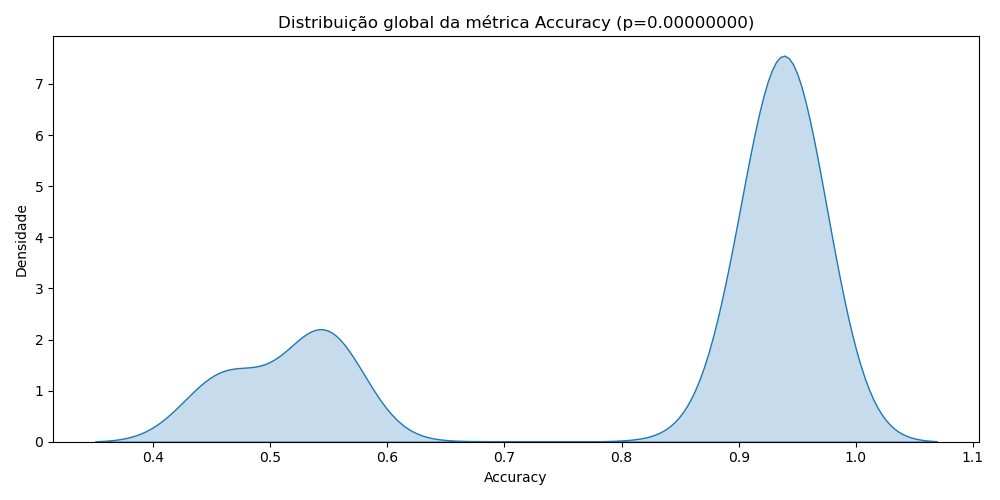 Distribuição global da métrica Accuracy (p=0.00000000)
Densidade
7
6
5
4
3
2
1
0
0.4 0.5 0.6 0.7 0.8 0.9 1.0 1.1
Accuracy